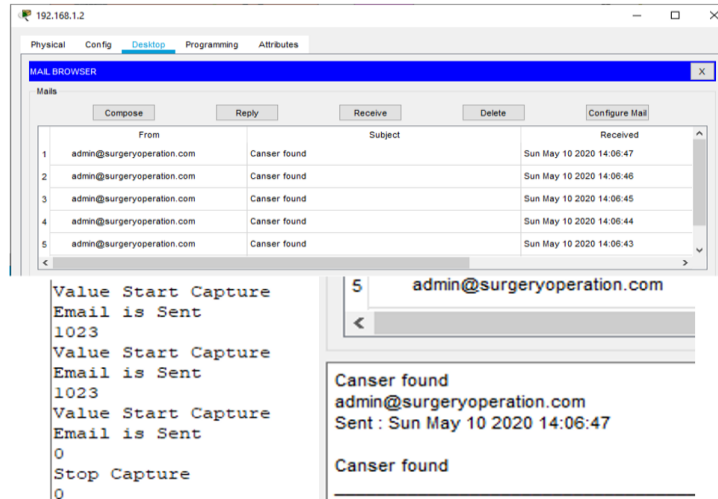 192.168.1.2
Physical Config Desktop Programming Attributes
MAIL BROWSER X
Mails
Compose Reply Receive Delete Configure Mail
From Subject Received
1 admin@surgeryoperation.com Canser found Sun May 10 2020 14:06:47
2 admin@surgeryoperation.com Canser found Sun May 10 2020 14:06:46
3 admin@surgeryoperation.com Canser found Sun May 10 2020 14:06:45
4 admin@surgeryoperation.com Canser found Sun May 10 2020 14:06:44
5 admin@surgeryoperation.com Canser found Sun May 10 2020 14:06:43
Value Start Capture
Email is Sent
1023
Value Start Capture
Email is Sent
1023
Value Start Capture
Email is Sent
0
Stop Capture
0
5 admin@surgeryoperation.com
Canser found
admin@surgeryoperation.com
Sent : Sun May 10 2020 14:06:47
Canser found